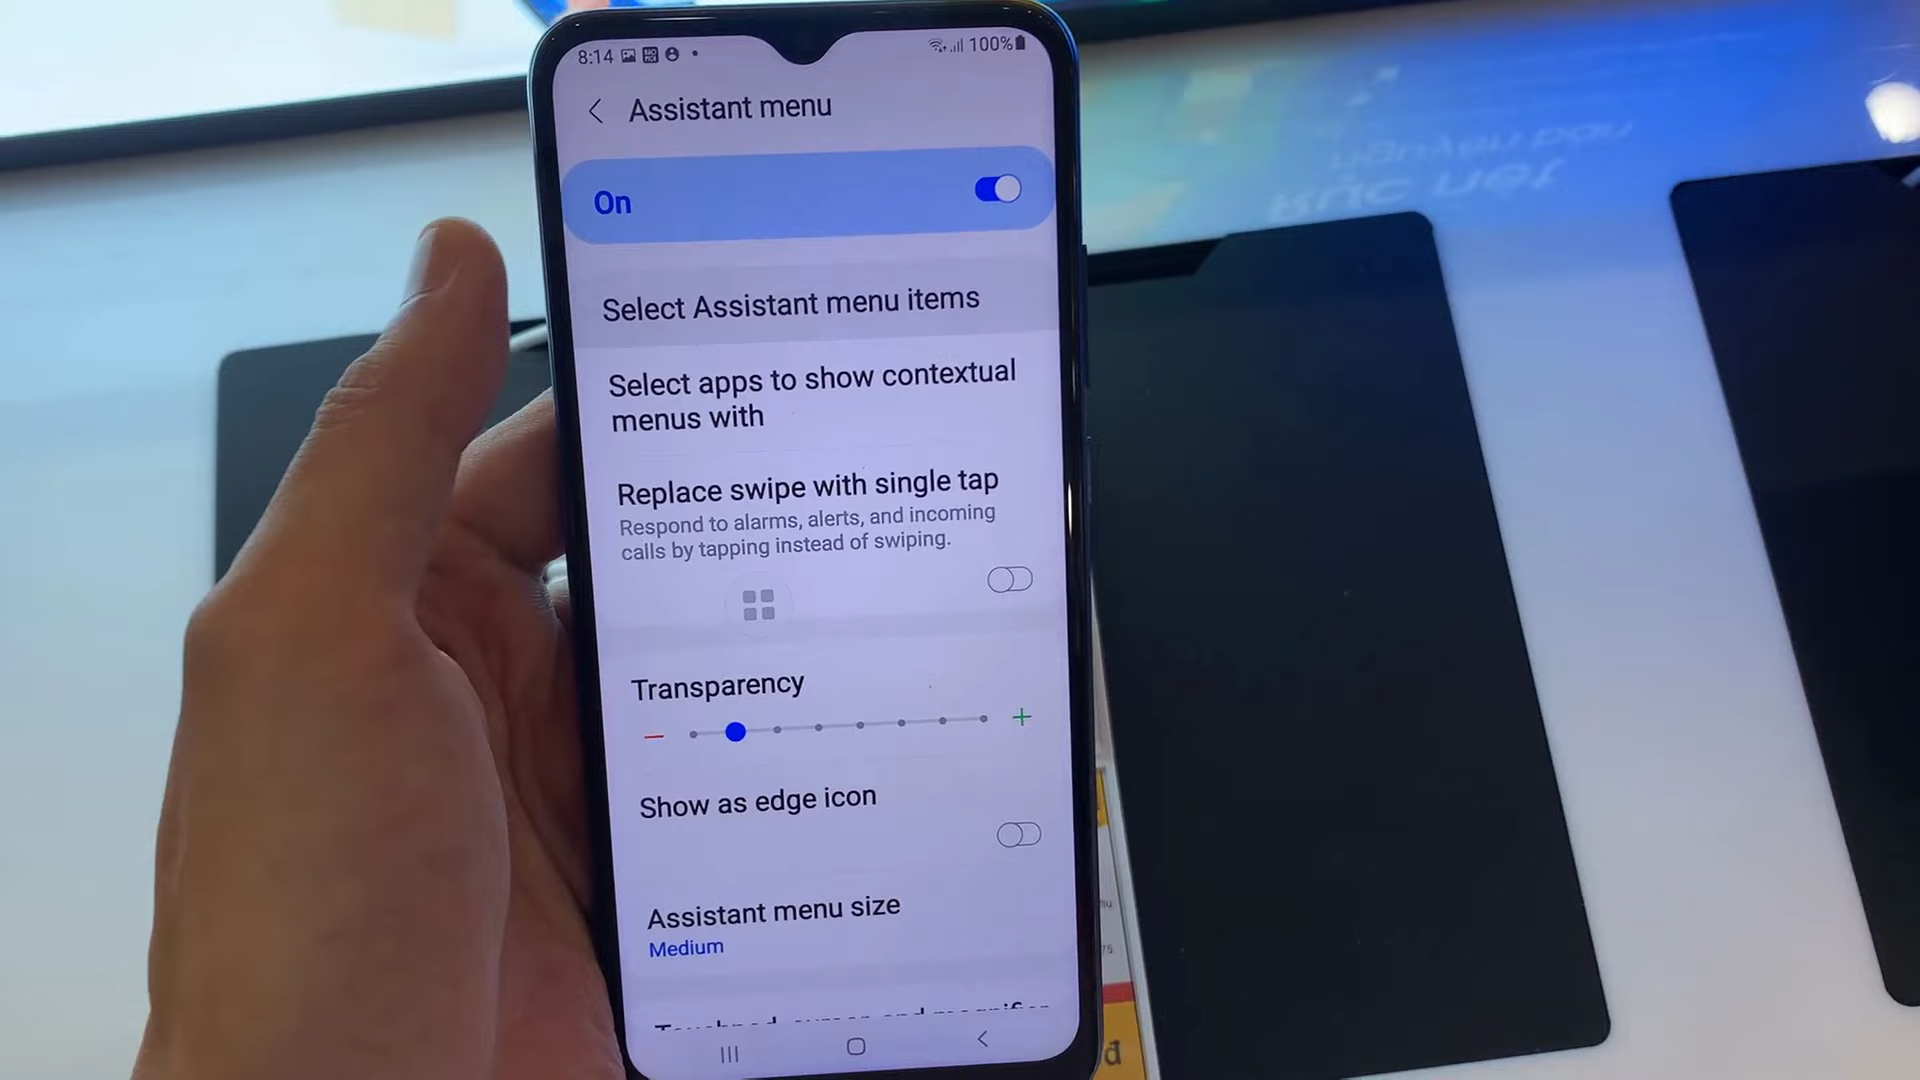 8:14
100%
Assistant menu
On
Select Assistant menu items
Select apps to show contextual
menus with
Replace swipe with single tap
Respond to alarms, alerts, and incoming
calls by tapping instead of swiping.
Transparency
Show as edge icon
Assistant menu size
Medium
đ